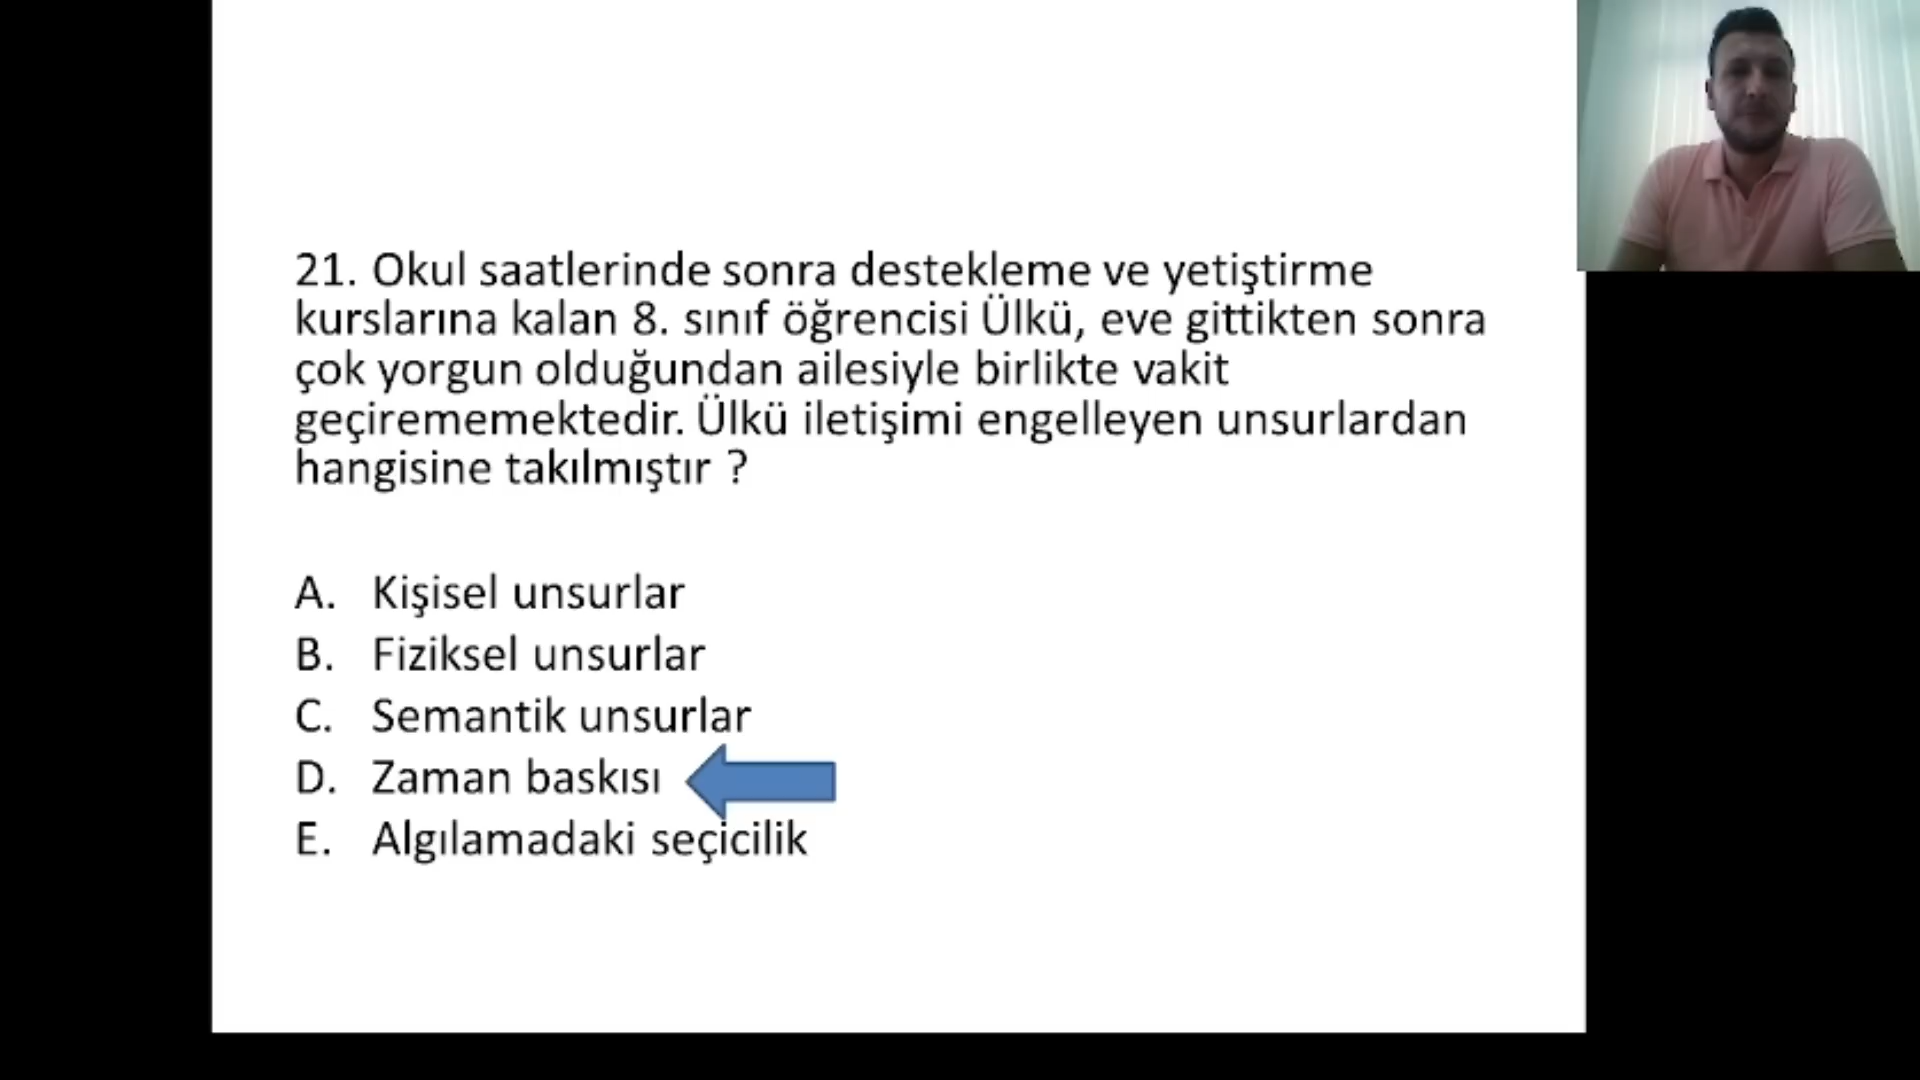 21. Okul saatlerinde sonra destekleme ve yetiştirme
kurslarına kalan 8. sınıf öğrencisi Ülkü, eve gittikten sonra
çok yorgun olduğundan ailesiyle birlikte vakit
geçirememektedir. Ülkü iletişimi engelleyen unsurlardan
hangisine takılmıştır ?
A. Kişisel unsurlar
B. Fiziksel unsurlar
C. Semantik unsurlar
D. Zaman baskısı
E. Algılamadaki seçicilik